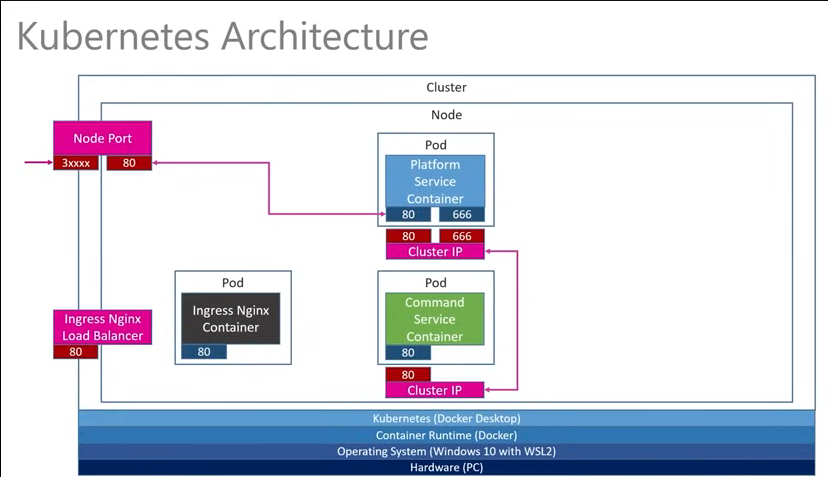 Kubernetes Architecture
Cluster
Node
Node Port
3xxxx
80
Pod
Platform
Service
Container
80
666
80
666
Cluster IP
Pod
Ingress Nginx
Container
80
Pod
Command
Service
Container
80
80
Cluster IP
Ingress Nginx
Load Balancer
80
Kubernetes (Docker Desktop)
Container Runtime (Docker)
Operating System (Windows 10 with WSL2)
Hardware (PC)